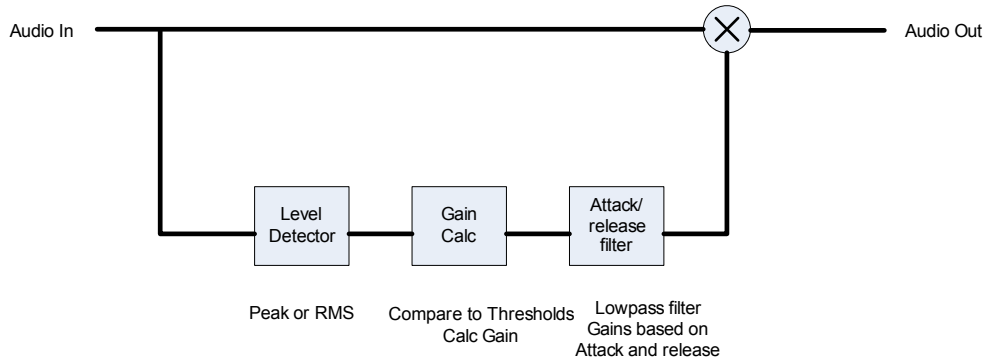 Audio In
Audio Out
Level
Detector
Gain
Calc
Attack/
release
filter
Peak or RMS
Compare to Thresholds
Calc Gain
Lowpass filter
Gains based on
Attack and release